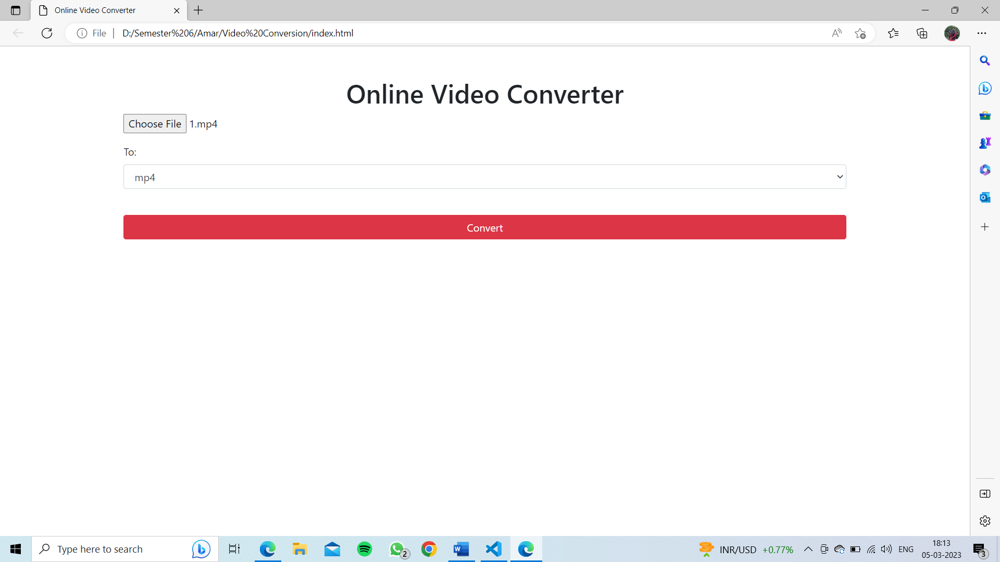 Online Video Converter
File
D:/Semester%206/Amar/Video%20Conversion/index.html
Online Video Converter
Choose File 1.mp4
To:
mp4
Convert
Type here to search
2
INR/USD +0.77%
ENG
18:13
05-03-2023
3